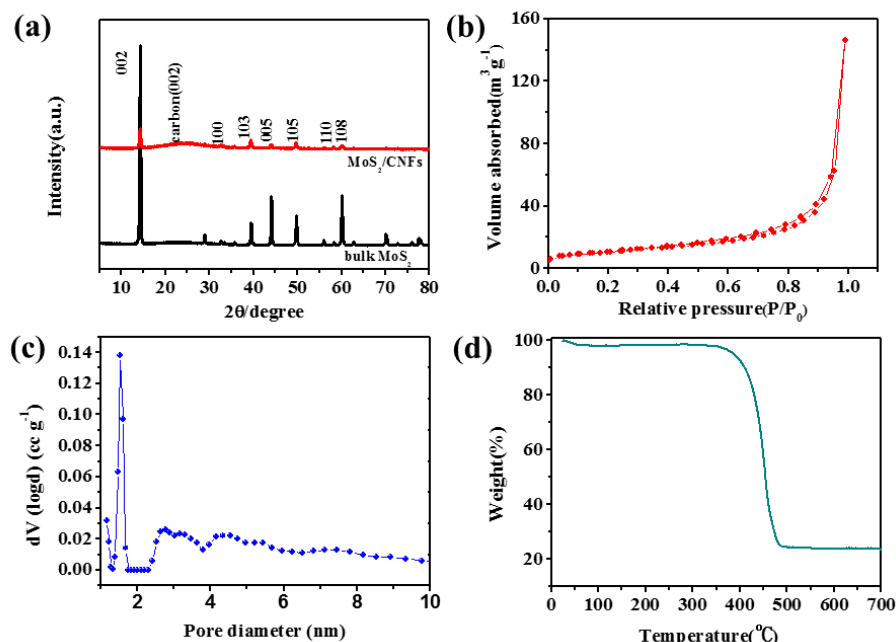 (a)
Intensity(a.u.)
002
carbon(002)
100
103
005
105
110
108
MoS2/CNFs
bulk MoS2
10 20 30 40 50 60 70 80
2θ/degree
(b)
Volume absorbed(m³ g⁻¹)
160
120
80
40
0
0.0 0.2 0.4 0.6 0.8 1.0
Relative pressure(P/P0)
(c)
dV (logd) (cc g⁻¹)
0.14
0.12
0.10
0.08
0.06
0.04
0.02
0.00
2 4 6 8 10
Pore diameter (nm)
(d)
Weight(%)
100
80
60
40
20
0 100 200 300 400 500 600 700
Temperature(℃)